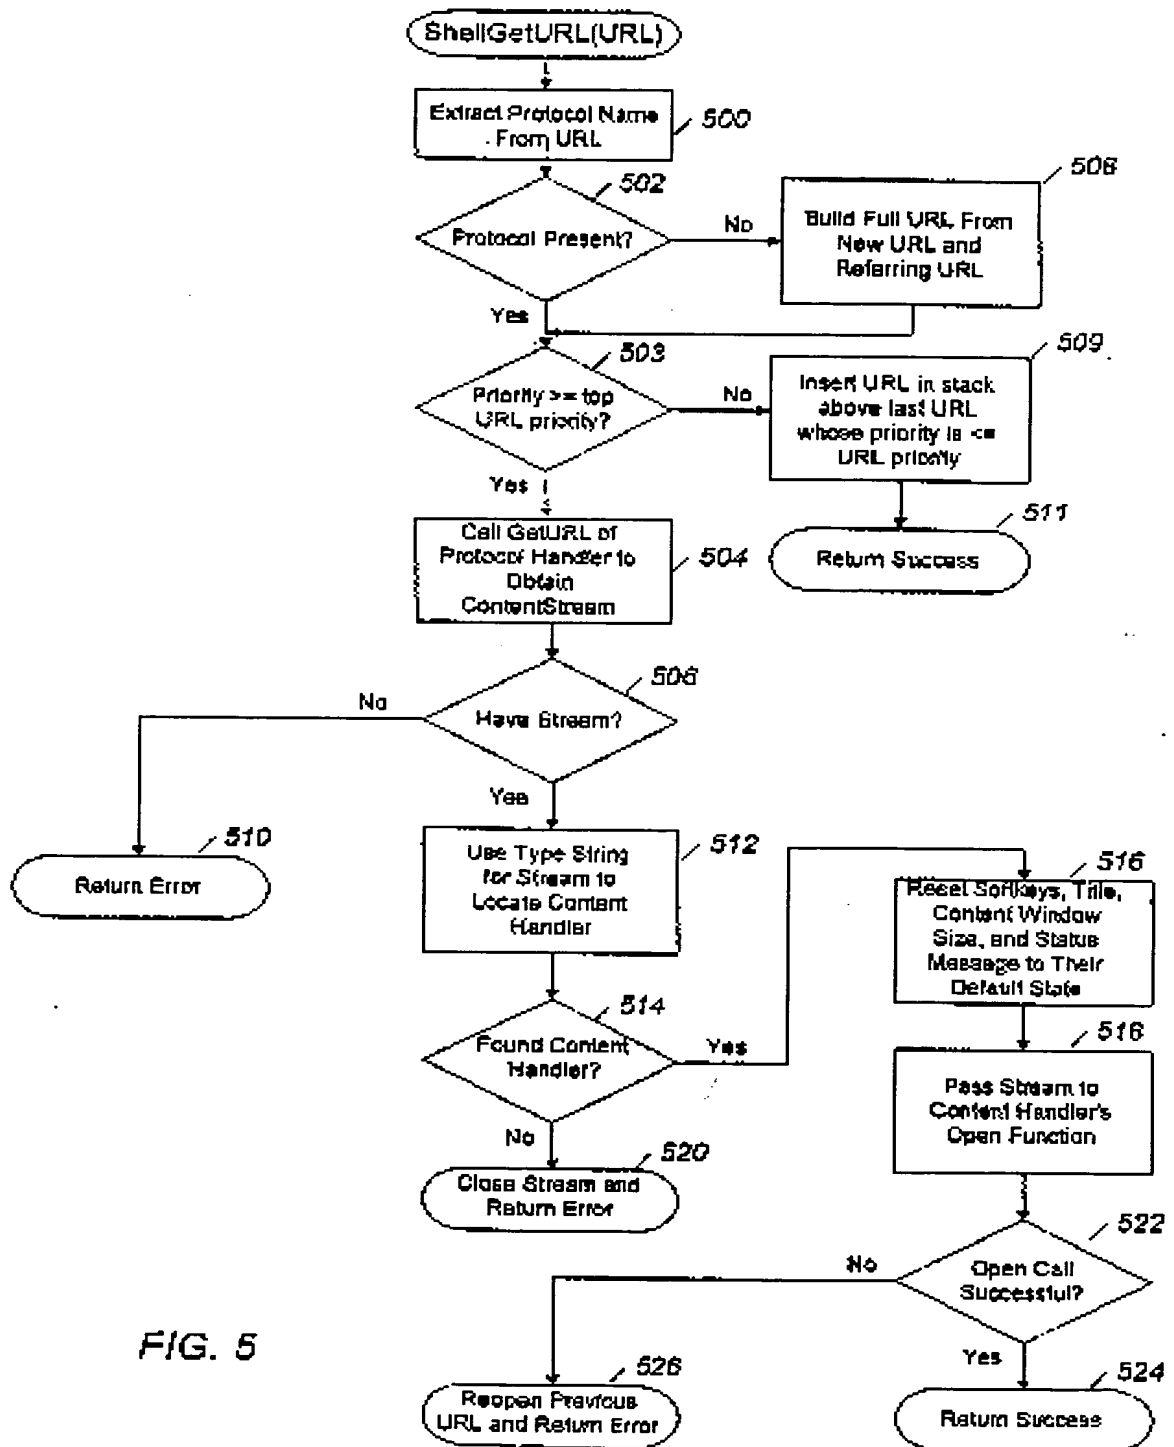 ShellGetURL(URL)
Extract Protocol Name
From URL
500
502
Protocol Present?
No
508
Build Full URL From
New URL and
Referring URL
Yes
503
Priority >= top
URL priority?
No
509
Insert URL in stack
above last URL
whose priority is <=
URL priority
Yes
511
Return Success
Call GetURL of
Protocol Handler to
Obtain
ContentStream
504
506
Have Stream?
No
Yes
510
Return Error
Use Type String
for Stream to
Locate Content
Handler
512
516
Reset Softkeys, Title,
Content Window
Size, and Status
Message to Their
Default State
514
Found Content
Handler?
Yes
No
516
Pass Stream to
Content Handler's
Open Function
520
Close Stream and
Return Error
522
Open Call
Successful?
No
Yes
FIG. 5
526
Reopen Previous
URL and Return Error
524
Return Success